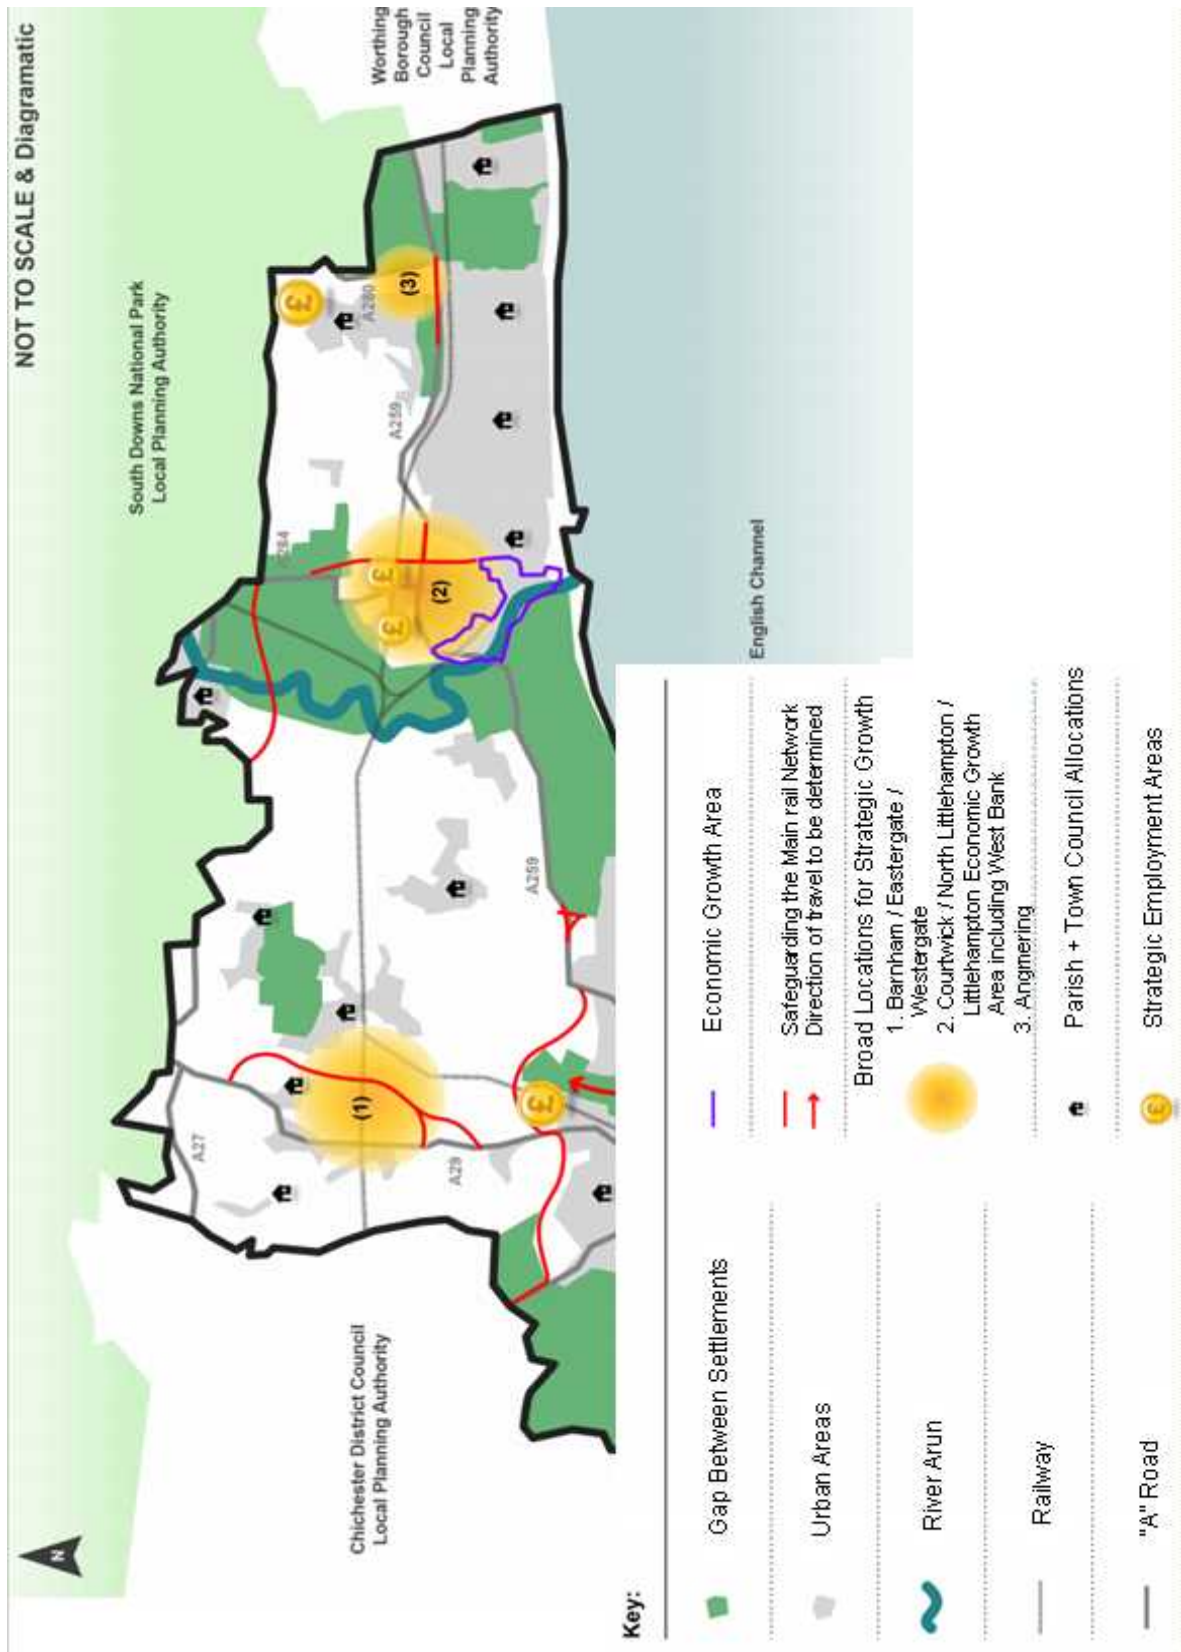 NOT TO SCALE & Diagramatic
N
South Downs National Park
Local Planning Authority
Worthing
Borough
Council
Local
Planning
Authority
Chichester District Council
Local Planning Authority
A27
A29
A259
A284
A259
A280
(1)
(2)
(3)
£
£
£
£
English Channel
Key:
Gap Between Settlements
Urban Areas
River Arun
Railway
"A" Road
Economic Growth Area
Safeguarding the Main rail Network
Direction of travel to be determined
Broad Locations for Strategic Growth
1. Barnham / Eastergate /
Westergate
2. Courtwick / North Littlehampton /
Littlehampton Economic Growth
Area including West Bank
3. Angmering
Parish + Town Council Allocations
£
Strategic Employment Areas